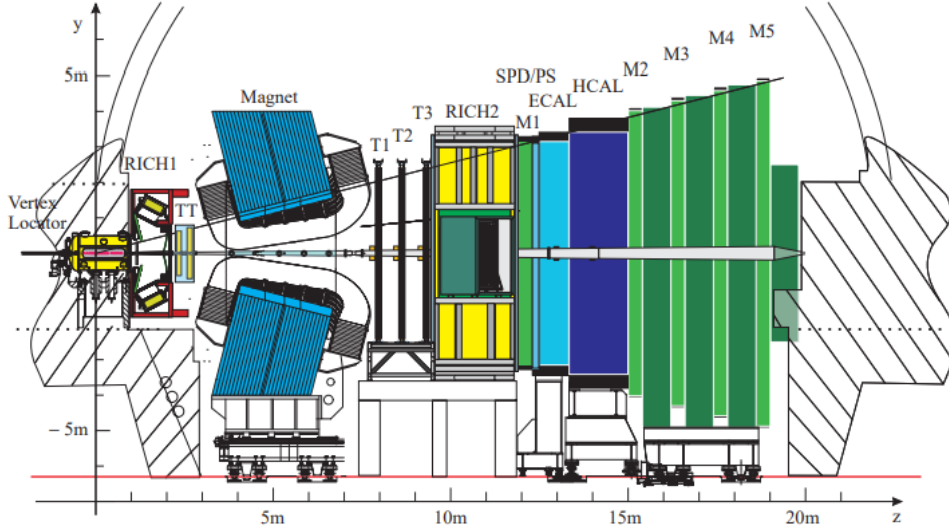 y
5m
Magnet
RICH1
Vertex
Locator
TT
T1
T2
T3
RICH2
M1
SPD/PS
ECAL
HCAL
M2
M3
M4
M5
– 5m
5m
10m
15m
20m
z